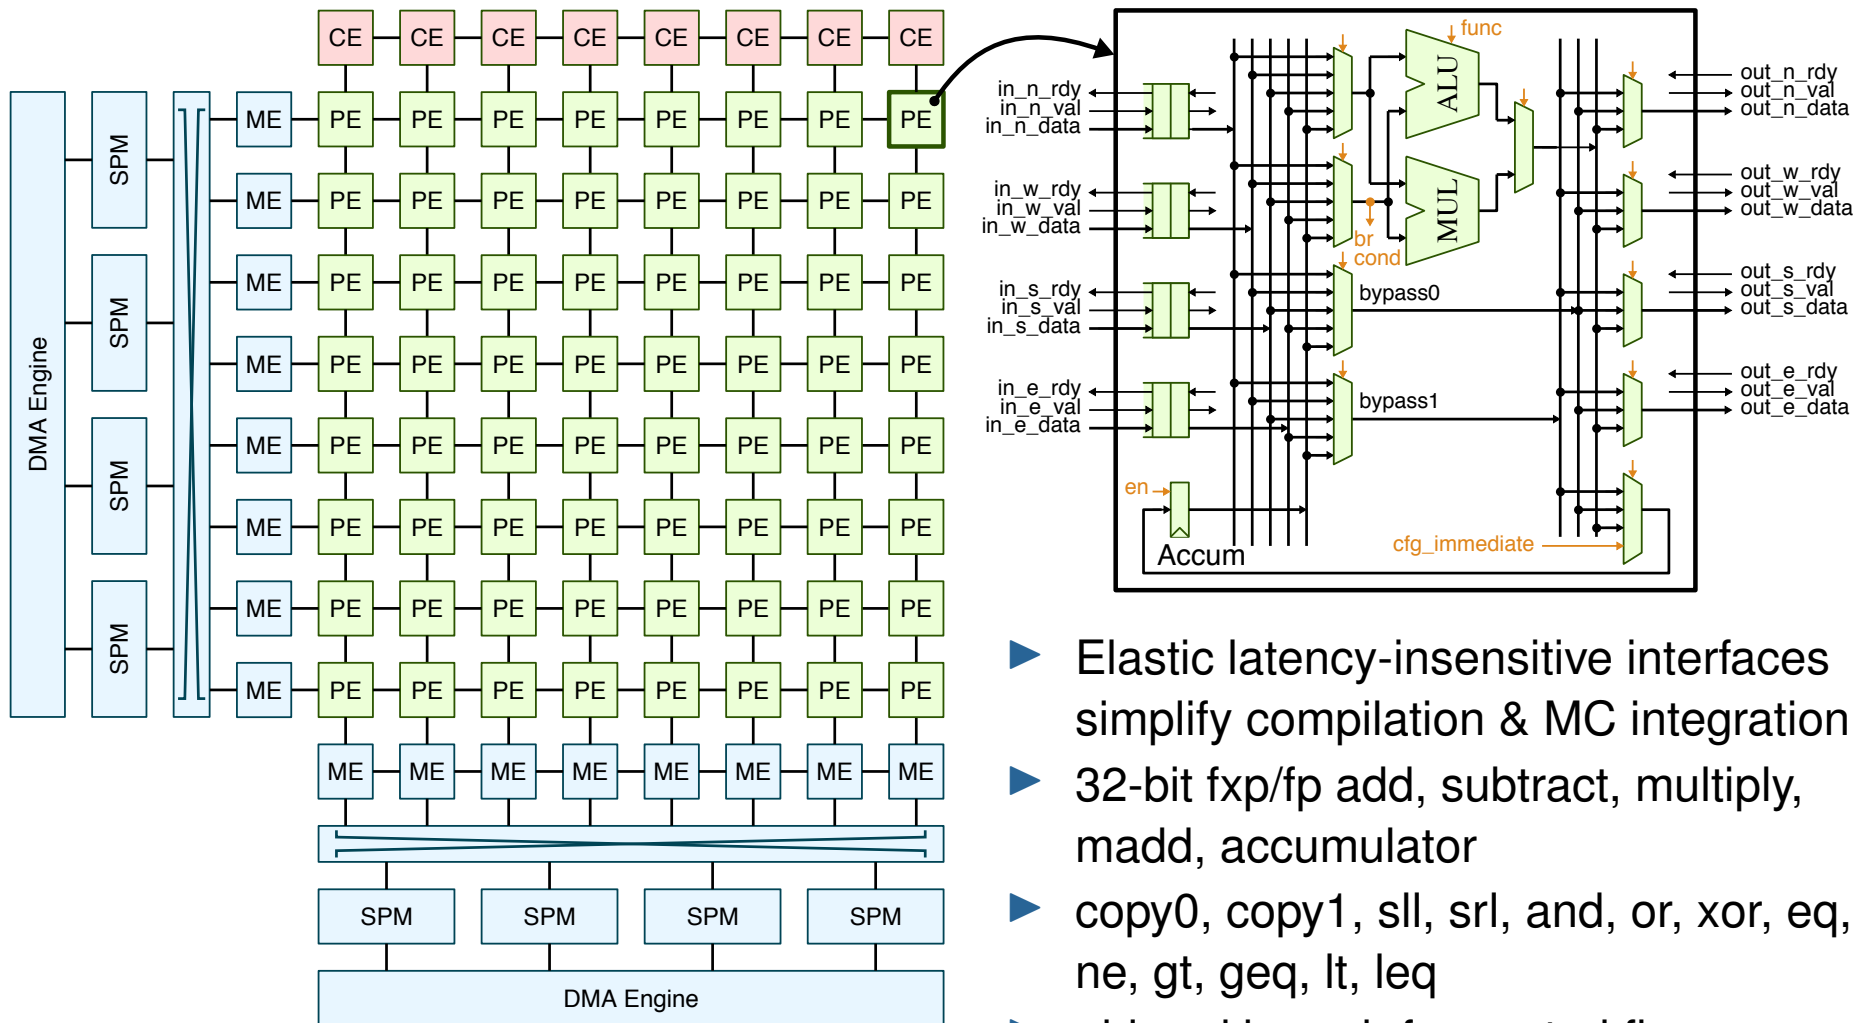 CE CE CE CE CE CE CE CE
DMA Engine
SPM
SPM
SPM
SPM
ME PE PE PE PE PE PE PE PE
ME PE PE PE PE PE PE PE PE
ME PE PE PE PE PE PE PE PE
ME PE PE PE PE PE PE PE PE
ME PE PE PE PE PE PE PE PE
ME PE PE PE PE PE PE PE PE
ME PE PE PE PE PE PE PE PE
ME PE PE PE PE PE PE PE PE
ME ME ME ME ME ME ME ME
SPM SPM SPM SPM
DMA Engine
in_n_rdy
in_n_val
in_n_data
in_w_rdy
in_w_val
in_w_data
in_s_rdy
in_s_val
in_s_data
in_e_rdy
in_e_val
in_e_data
en
Accum
func
ALU
MUL
br
cond
bypass0
bypass1
cfg_immediate
out_n_rdy
out_n_val
out_n_data
out_w_rdy
out_w_val
out_w_data
out_s_rdy
out_s_val
out_s_data
out_e_rdy
out_e_val
out_e_data
Elastic latency-insensitive interfaces
simplify compilation & MC integration
32-bit fxp/fp add, subtract, multiply,
madd, accumulator
copy0, copy1, sll, srl, and, or, xor, eq,
ne, gt, geq, lt, leq